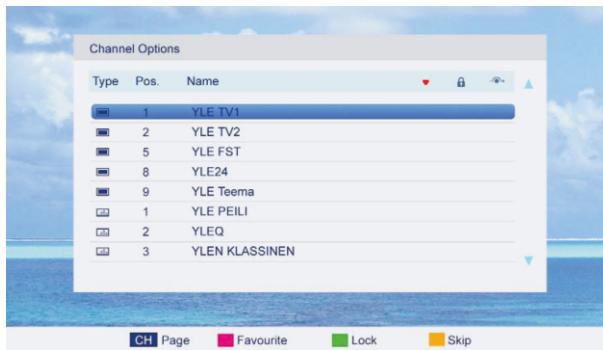 Channel Options
Type Pos. Name
1 YLE TV1
2 YLE TV2
5 YLE FST
8 YLE24
9 YLE Teema
1 YLE PEILI
2 YLEQ
3 YLEN KLASSINEN
CH Page Favourite Lock Skip